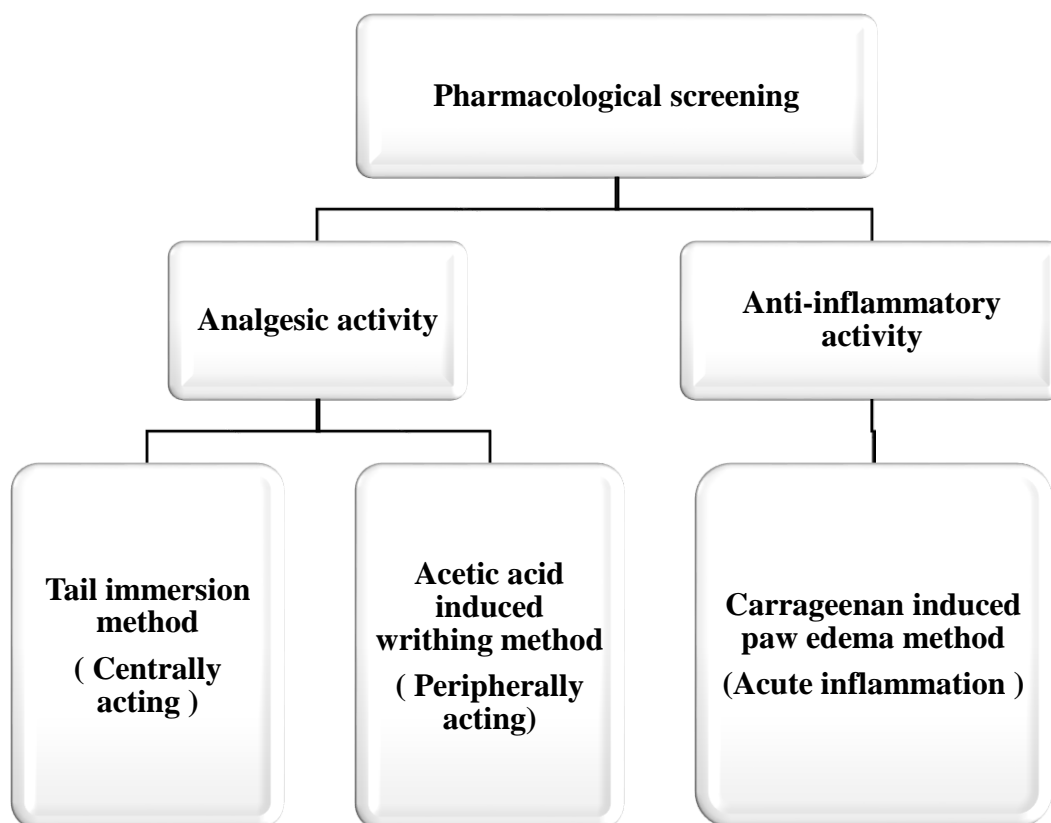 Pharmacological screening
Analgesic activity
Anti-inflammatory
activity
Tail immersion
method
( Centrally
acting )
Acetic acid
induced
writhing method
( Peripherally
acting)
Carrageenan induced
paw edema method
(Acute inflammation )